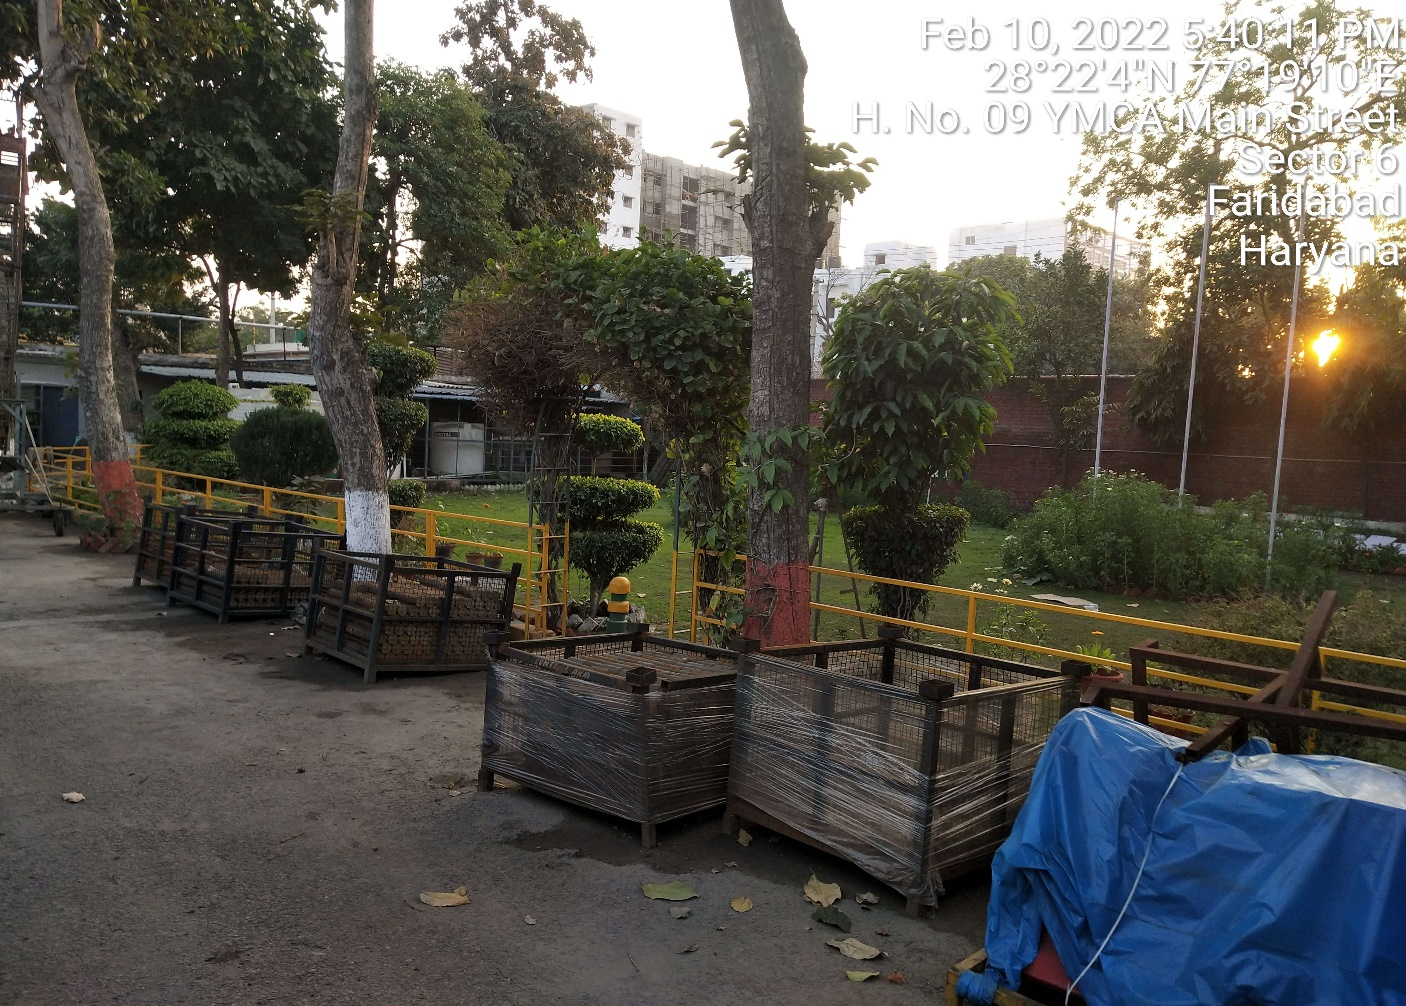 Feb 10, 2022 5:40:11 PM
28°22'4"N 77°19'10"E
H. No. 09 YMCA Main Street
Sector 6
Faridabad
Haryana